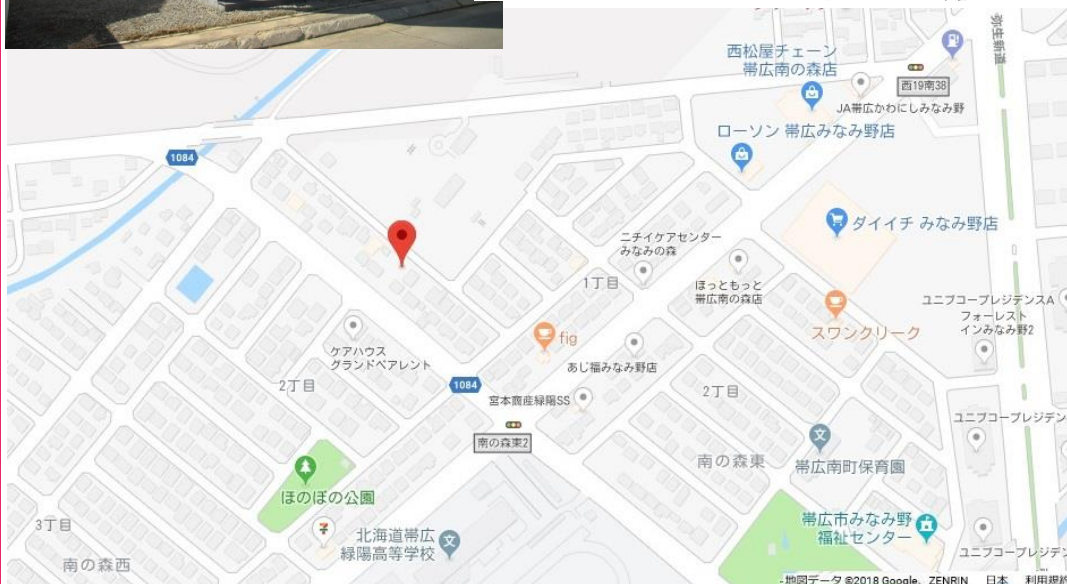 弥生新道
西松屋チェーン
帯広南の森店
西19南38
JA帯広かわにしみなみ野
ローソン 帯広みなみ野店
1084
ダイイチ みなみ野店
ニチイケアセンター
みなみの森
1丁目
ほっともっと
帯広南の森店
ユニブコープレジデンスA
フォーレスト
インみなみ野2
スワンクリーク
fig
ケアハウス
グランドペアレント
あじ福みなみ野店
2丁目
1084
宮本商産緑陽SS
2丁目
ユニブコープレジデン
南の森東2
南の森東
帯広南町保育園
ほのぼの公園
3丁目
7
北海道帯広
緑陽高等学校
帯広市みなみ野
福祉センター
南の森西
ユニブコープレジデン
地図データ ©2018 Google、ZENRIN 日本 利用規約